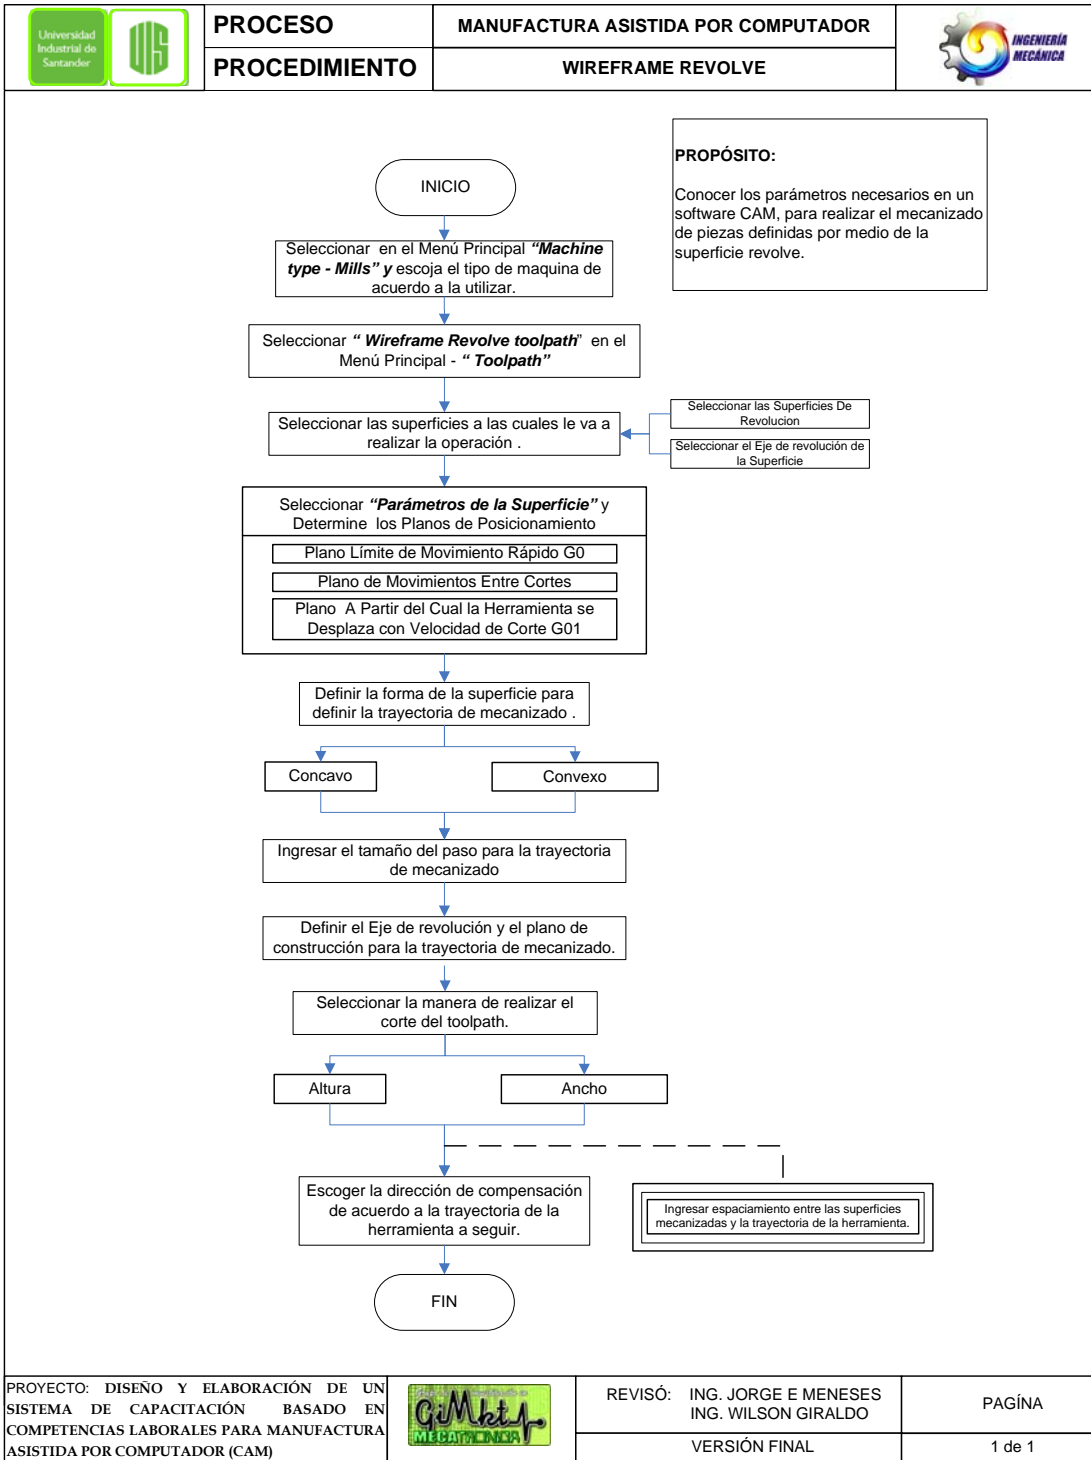 Universidad
Industrial de
Santander
UIS
PROCESO
MANUFACTURA ASISTIDA POR COMPUTADOR
PROCEDIMIENTO
WIREFRAME REVOLVE
INGENIERÍA
MECÁNICA
PROPÓSITO:
Conocer los parámetros necesarios en un
software CAM, para realizar el mecanizado
de piezas definidas por medio de la
superficie revolve.
INICIO
Seleccionar en el Menú Principal “Machine
type - Mills” y escoja el tipo de maquina de
acuerdo a la utilizar.
Seleccionar “ Wireframe Revolve toolpath” en el
Menú Principal - “ Toolpath”
Seleccionar las superficies a las cuales le va a
realizar la operación .
Seleccionar las Superficies De
Revolucion
Seleccionar el Eje de revolución de
la Superficie
Seleccionar “Parámetros de la Superficie” y
Determine los Planos de Posicionamiento
Plano Límite de Movimiento Rápido G0
Plano de Movimientos Entre Cortes
Plano A Partir del Cual la Herramienta se
Desplaza con Velocidad de Corte G01
Definir la forma de la superficie para
definir la trayectoria de mecanizado .
Concavo
Convexo
Ingresar el tamaño del paso para la trayectoria
de mecanizado
Definir el Eje de revolución y el plano de
construcción para la trayectoria de mecanizado.
Seleccionar la manera de realizar el
corte del toolpath.
Altura
Ancho
Escoger la dirección de compensación
de acuerdo a la trayectoria de la
herramienta a seguir.
Ingresar espaciamiento entre las superficies
mecanizadas y la trayectoria de la herramienta.
FIN
PROYECTO: DISEÑO Y ELABORACIÓN DE UN
SISTEMA DE CAPACITACIÓN BASADO EN
COMPETENCIAS LABORALES PARA MANUFACTURA
ASISTIDA POR COMPUTADOR (CAM)
MECATRONICA
REVISÓ: ING. JORGE E MENESES
ING. WILSON GIRALDO
VERSIÓN FINAL
PAGÍNA
1 de 1